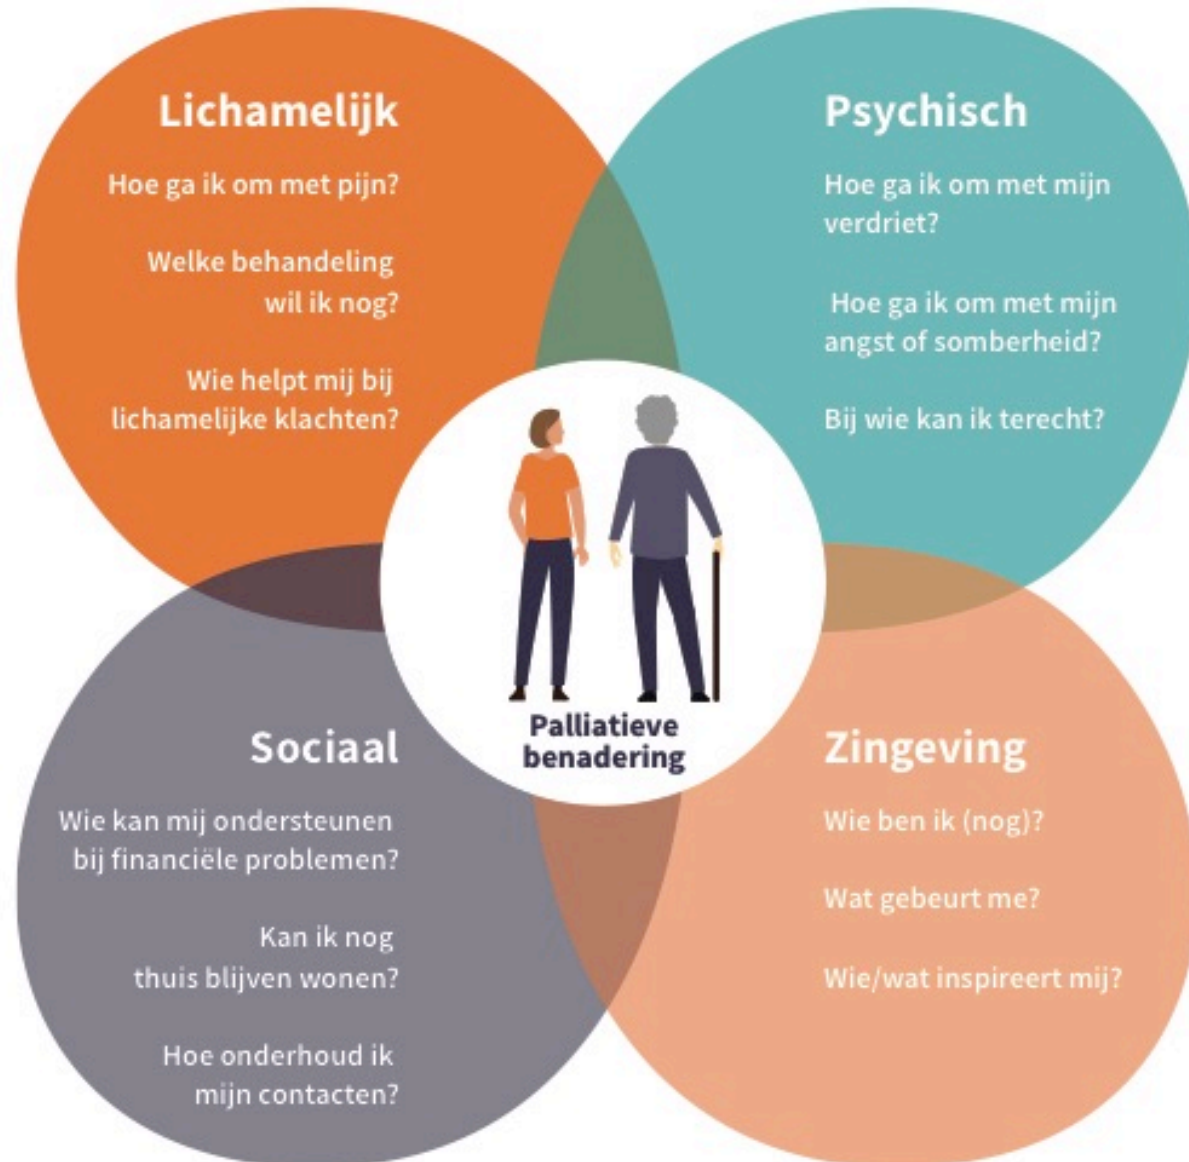 Lichamelijk
Hoe ga ik om met pijn?
Welke behandeling
wil ik nog?
Wie helpt mij bij
lichamelijke klachten?
Psychisch
Hoe ga ik om met mijn
verdriet?
Hoe ga ik om met mijn
angst of somberheid?
Bij wie kan ik terecht?
Palliatieve
benadering
Sociaal
Wie kan mij ondersteunen
bij financiële problemen?
Kan ik nog
thuis blijven wonen?
Hoe onderhoud ik
mijn contacten?
Zingeving
Wie ben ik (nog)?
Wat gebeurt me?
Wie/wat inspireert mij?